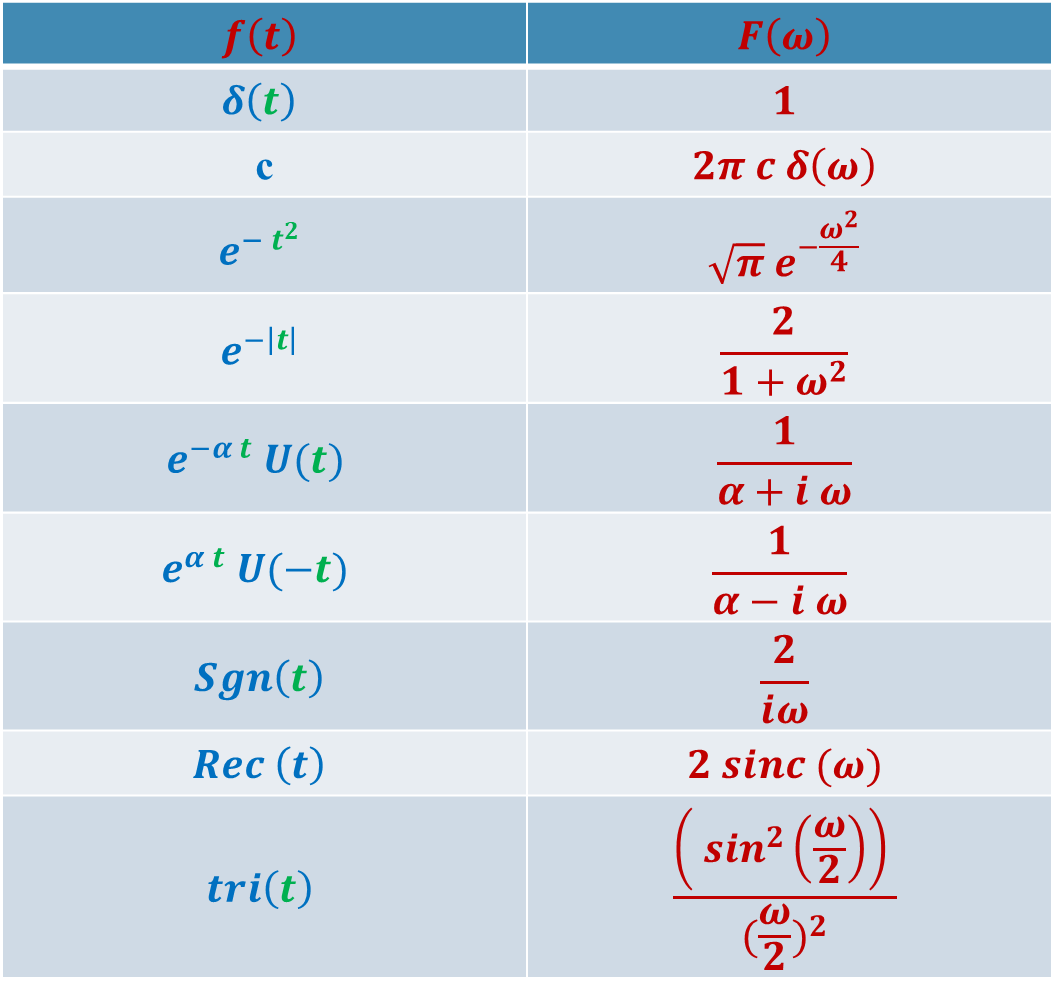 f(t) F(ω)
δ(t) 1
c 2π c δ(ω)
e^{− t^2} √π e^{−ω^2/4}
e^{−|t|} 2/(1 + ω^2)
e^{−α t} U(t) 1/(α + i ω)
e^{α t} U(−t) 1/(α − i ω)
Sgn(t) 2/(iω)
Rec (t) 2 sinc (ω)
tri(t) ( sin^2 (ω/2))/(ω/2)^2